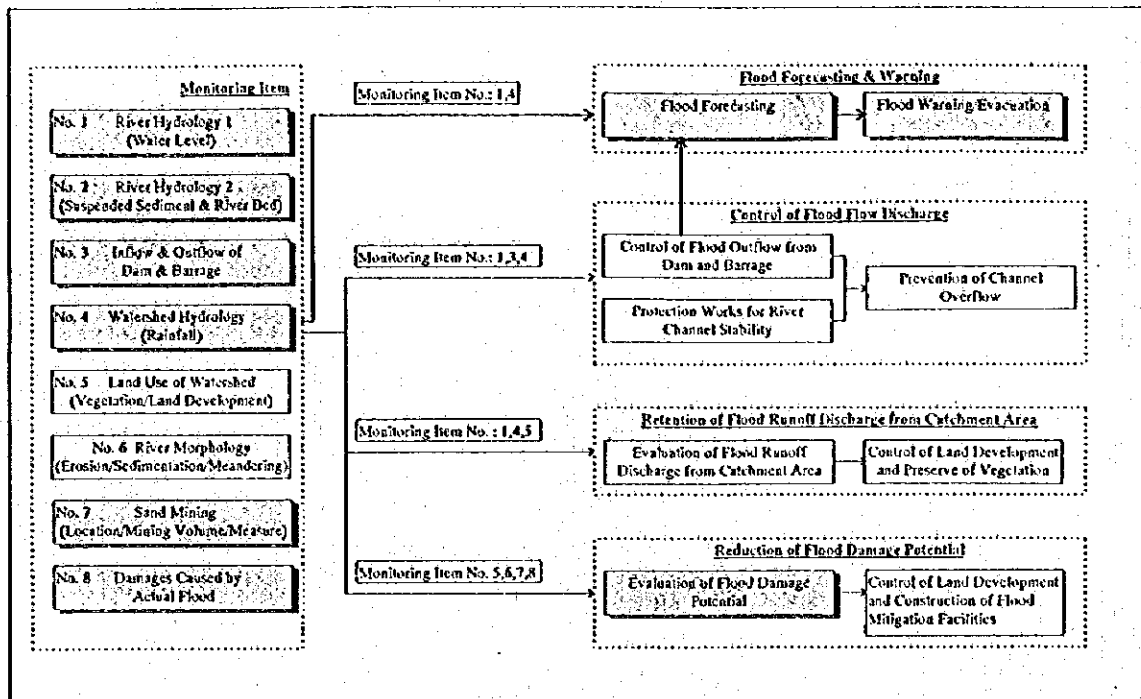 Monitoring Item
No. 1 River Hydrology 1
(Water Level)
No. 2 River Hydrology 2
(Suspended Sediment & River Bed)
No. 3 Inflow & Outflow of
Dam & Barrage
No. 4 Watershed Hydrology
(Rainfall)
No. 5 Land Use of Watershed
(Vegetation/Land Development)
No. 6 River Morphology
(Erosion/Sedimentation/Meandering)
No. 7 Sand Mining
(Location/Mining Volume/Measure)
No. 8 Damages Caused by
Actual Flood
Monitoring Item No.: 1,4
Monitoring Item No.: 1,3,4
Monitoring Item No. : 1,4,5
Monitoring Item No. 5,6,7,8
Flood Forecasting & Warning
Flood Forecasting
Flood Warning/Evacuation
Control of Flood Flow Discharge
Control of Flood Outflow from
Dam and Barrage
Protection Works for River
Channel Stability
Prevention of Channel
Overflow
Retention of Flood Runoff Discharge from Catchment Area
Evaluation of Flood Runoff
Discharge from Catchment Area
Control of Land Development
and Preserve of Vegetation
Reduction of Flood Damage Potential
Evaluation of Flood Damage
Potential
Control of Land Development
and Construction of Flood
Mitigation Facilities